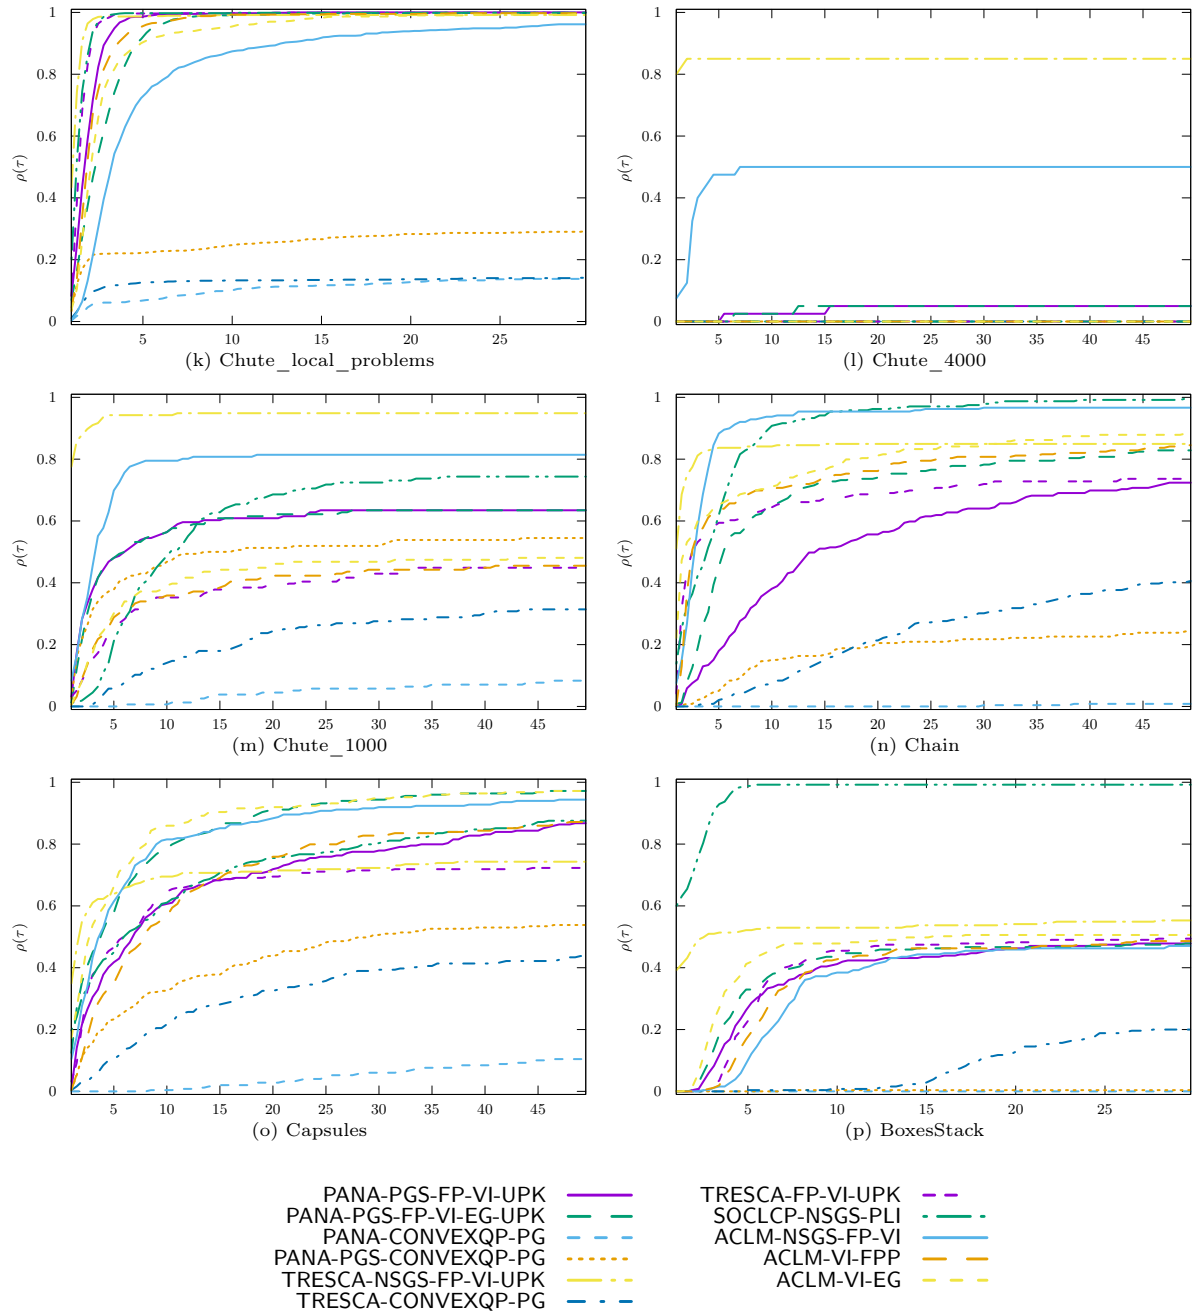 1
0.8
0.6
0.4
0.2
0
ρ(τ)
5 10 15 20 25
(k) Chute_local_problems
1
0.8
0.6
0.4
0.2
0
ρ(τ)
5 10 15 20 25 30 35 40 45
(l) Chute_4000
1
0.8
0.6
0.4
0.2
0
ρ(τ)
5 10 15 20 25 30 35 40 45
(m) Chute_1000
1
0.8
0.6
0.4
0.2
0
ρ(τ)
5 10 15 20 25 30 35 40 45
(n) Chain
1
0.8
0.6
0.4
0.2
0
ρ(τ)
5 10 15 20 25 30 35 40 45
(o) Capsules
1
0.8
0.6
0.4
0.2
0
ρ(τ)
5 10 15 20 25
(p) BoxesStack
PANA-PGS-FP-VI-UPK
PANA-PGS-FP-VI-EG-UPK
PANA-CONVEXQP-PG
PANA-PGS-CONVEXQP-PG
TRESCA-NSGS-FP-VI-UPK
TRESCA-CONVEXQP-PG
TRESCA-FP-VI-UPK
SOCLCP-NSGS-PLI
ACLM-NSGS-FP-VI
ACLM-VI-FPP
ACLM-VI-EG